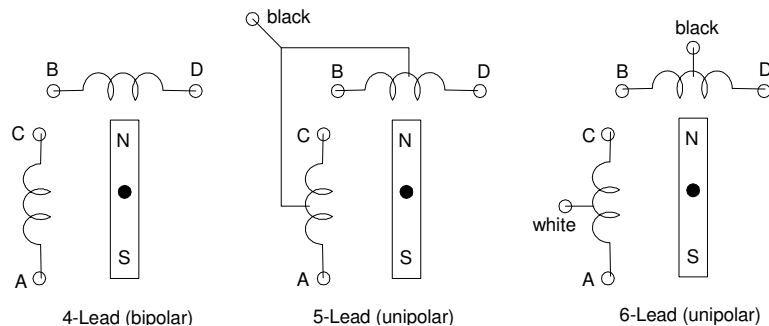 B
D
C
N
S
A
4-Lead (bipolar)
black
B
D
C
N
S
A
5-Lead (unipolar)
black
B
D
C
N
white
S
A
6-Lead (unipolar)